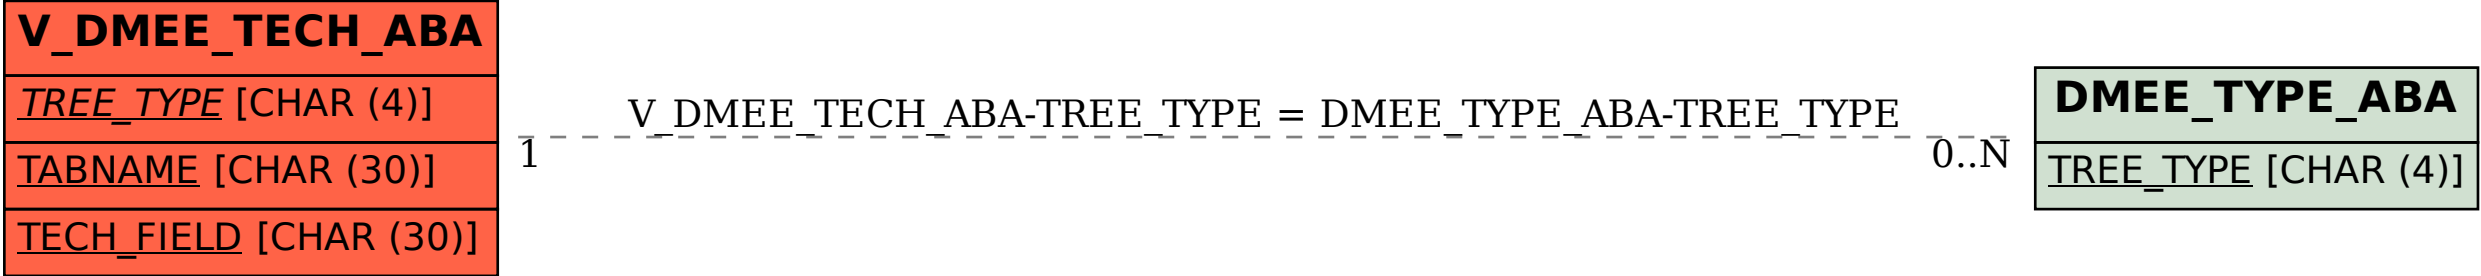 V_DMEE_TECH_ABA
TREE_TYPE [CHAR (4)]
TABNAME [CHAR (30)]
TECH_FIELD [CHAR (30)]
V_DMEE_TECH_ABA-TREE_TYPE = DMEE_TYPE_ABA-TREE_TYPE
1
0..N
DMEE_TYPE_ABA
TREE_TYPE [CHAR (4)]